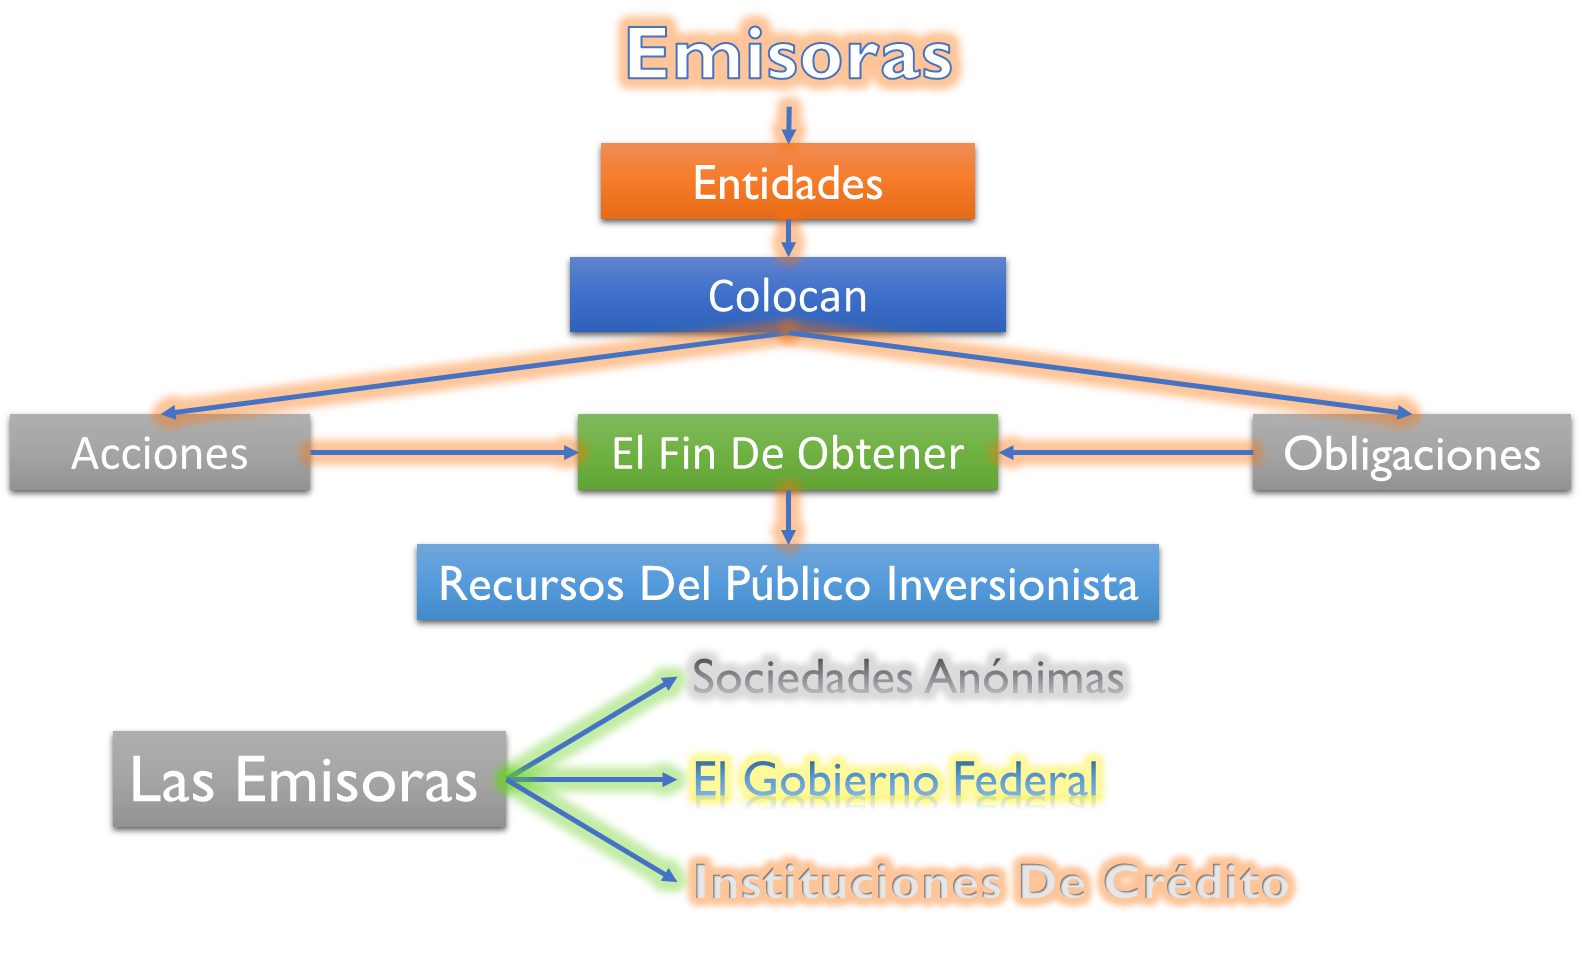 Emisoras
Entidades
Colocan
Acciones
El Fin De Obtener
Obligaciones
Recursos Del Público Inversionista
Sociedades Anónimas
Las Emisoras
El Gobierno Federal
Instituciones De Crédito